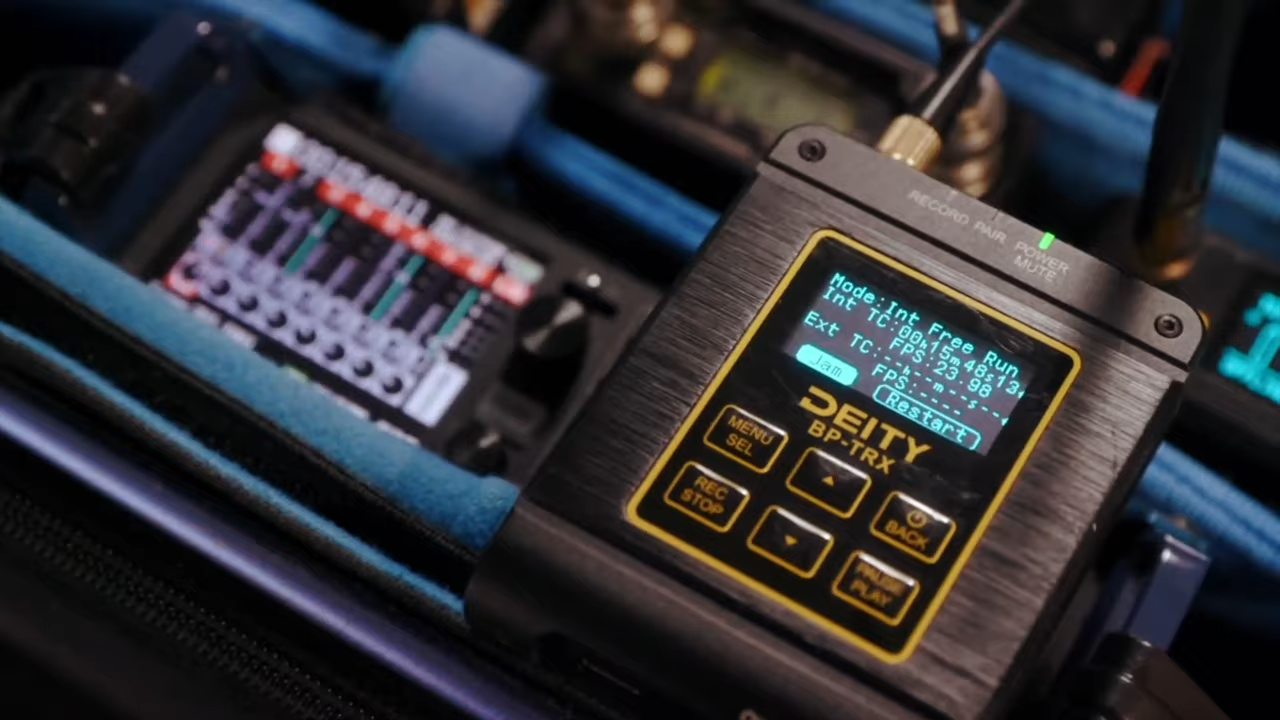 RECORD PAIR POWER
MUTE
Mode:Int Free Run
Int TC:00h15m48s13
FPS:23.98
Ext TC:--h--m--s--
FPS:-----
Jam Restart
DEITY
BP-TRX
MENU
SEL
REC
STOP
BACK
PAUSE
PLAY